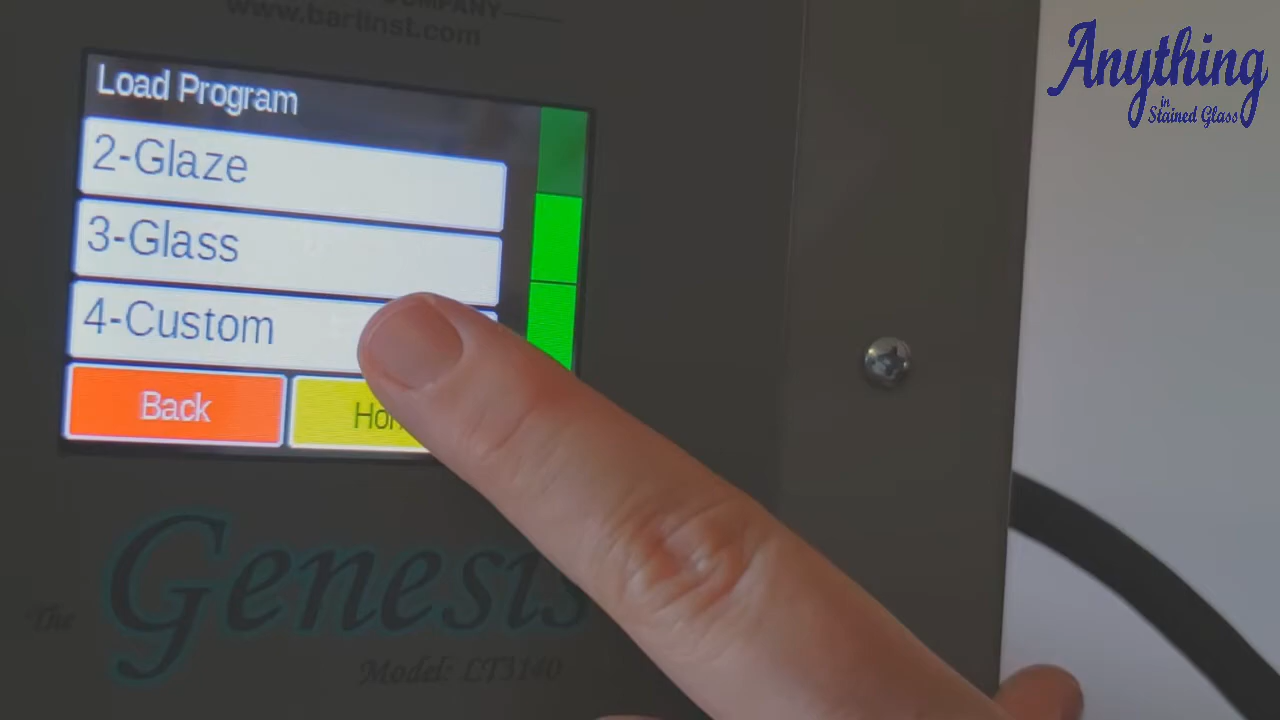 COMPANY
www.bartinst.com
Load Program
2-Glaze
3-Glass
4-Custom
Back
The
Genesis
Model: LT3140
Anything
in
Stained Glass